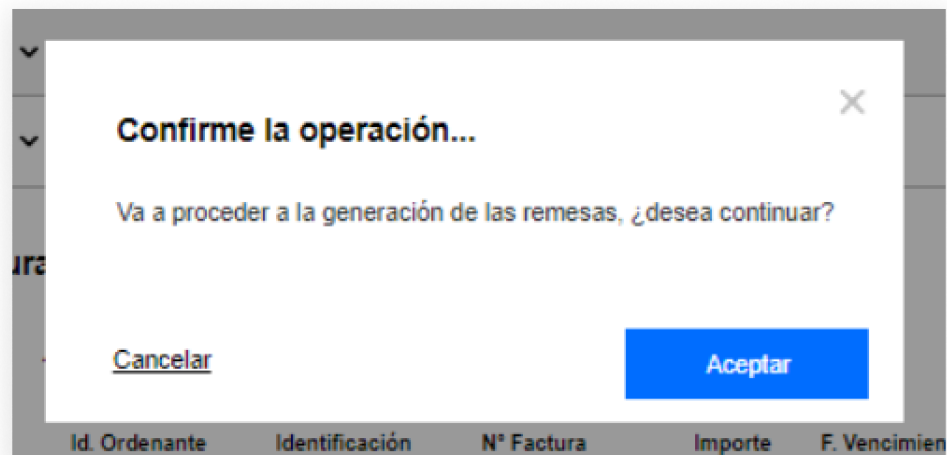 Confirme la operación...
Va a proceder a la generación de las remesas, ¿desea continuar?
Cancelar
Aceptar
Id. Ordenante Identificación Nº Factura Importe F. Vencimien